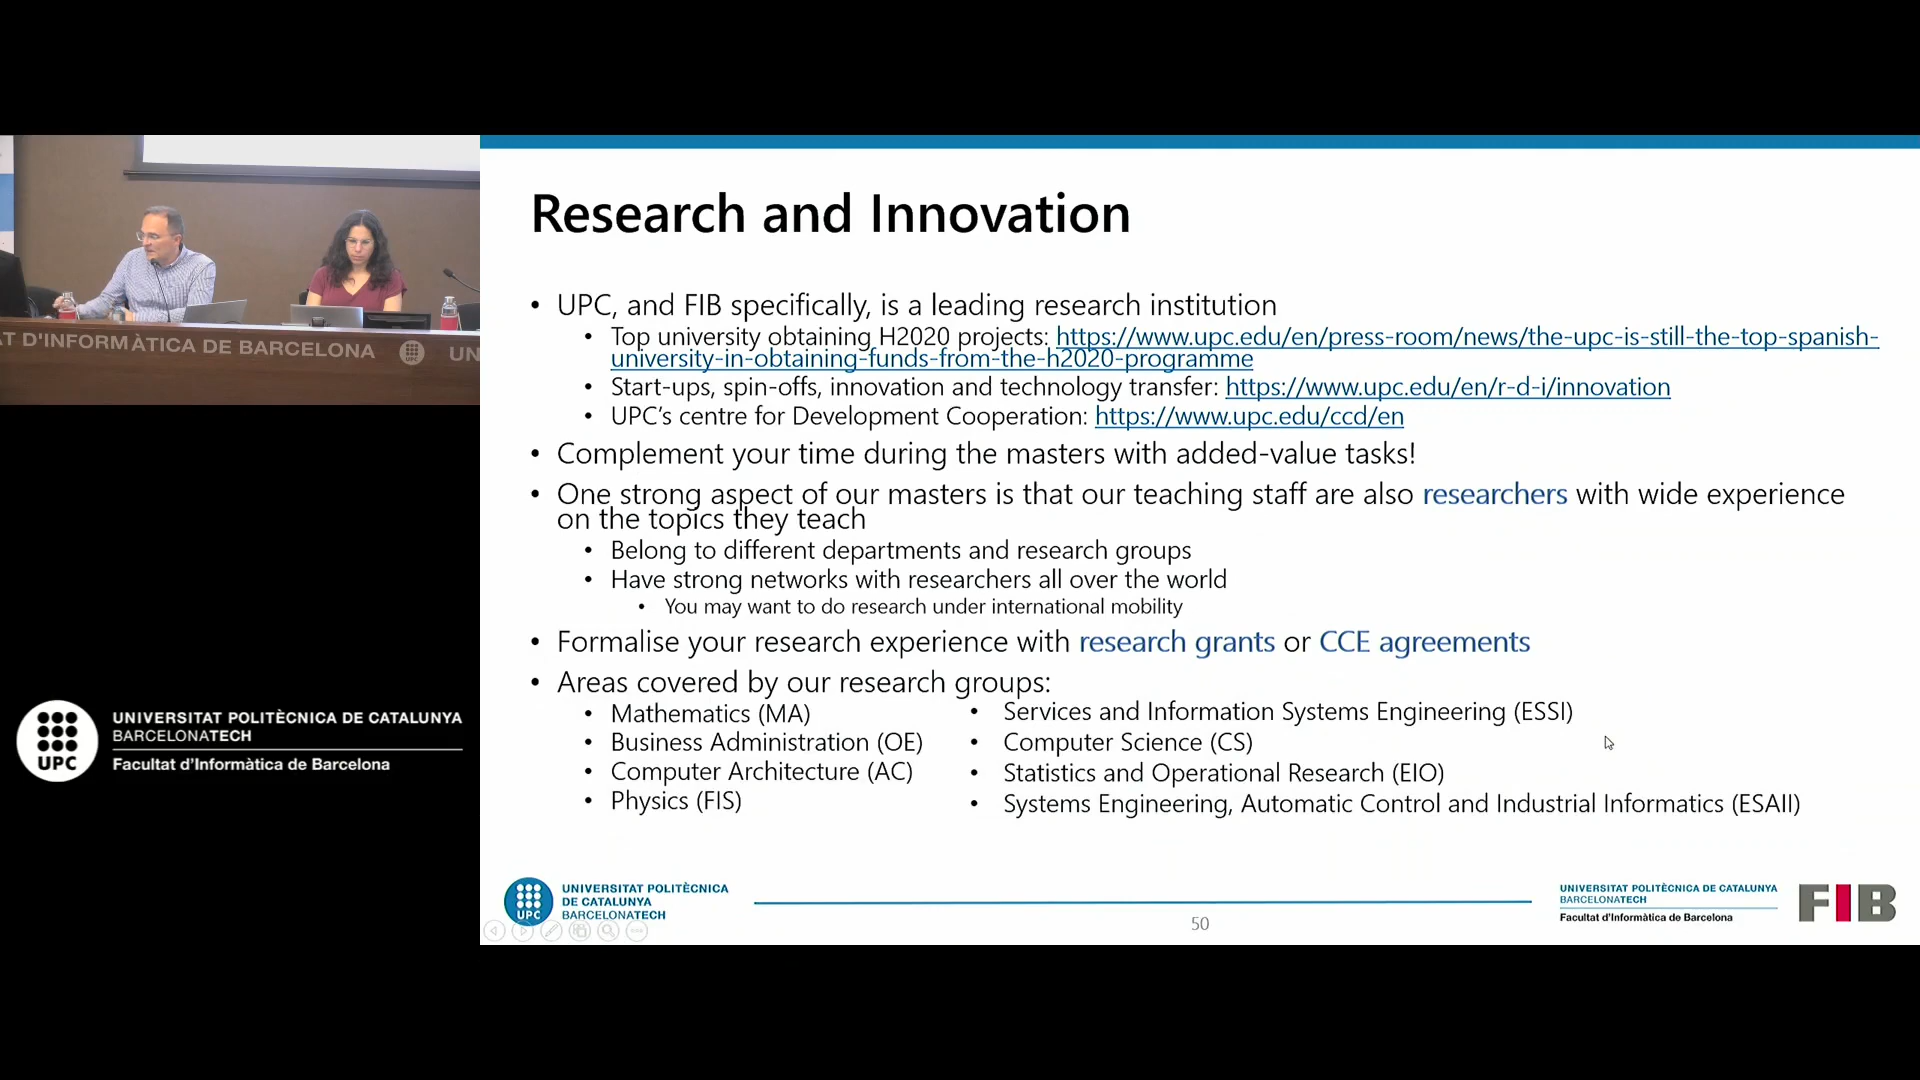 AT D'INFORMÀTICA DE BARCELONA
UN
UNIVERSITAT POLITÈCNICA DE CATALUNYA
BARCELONATECH
Facultat d'Informàtica de Barcelona
UPC
Research and Innovation
• UPC, and FIB specifically, is a leading research institution
• Top university obtaining H2020 projects: https://www.upc.edu/en/press-room/news/the-upc-is-still-the-top-spanish-
university-in-obtaining-funds-from-the-h2020-programme
• Start-ups, spin-offs, innovation and technology transfer: https://www.upc.edu/en/r-d-i/innovation
• UPC’s centre for Development Cooperation: https://www.upc.edu/ccd/en
• Complement your time during the masters with added-value tasks!
• One strong aspect of our masters is that our teaching staff are also researchers with wide experience
on the topics they teach
• Belong to different departments and research groups
• Have strong networks with researchers all over the world
• You may want to do research under international mobility
• Formalise your research experience with research grants or CCE agreements
• Areas covered by our research groups:
• Mathematics (MA)
• Business Administration (OE)
• Computer Architecture (AC)
• Physics (FIS)
• Services and Information Systems Engineering (ESSI)
• Computer Science (CS)
• Statistics and Operational Research (EIO)
• Systems Engineering, Automatic Control and Industrial Informatics (ESAII)
UPC
UNIVERSITAT POLITÈCNICA
DE CATALUNYA
BARCELONATECH
50
UNIVERSITAT POLITÈCNICA DE CATALUNYA
BARCELONATECH
Facultat d'Informàtica de Barcelona
FIB